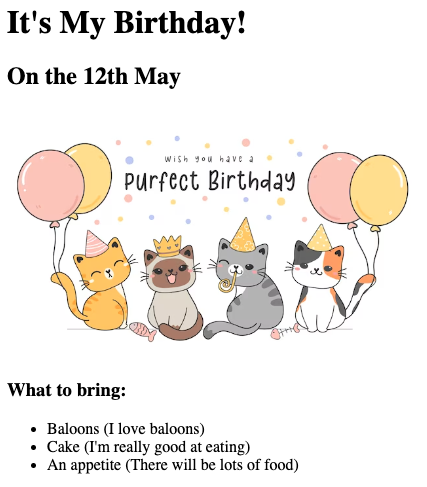 It's My Birthday!
On the 12th May
wish you have a
Purrfect Birthday
What to bring:
Baloons (I love baloons)
Cake (I'm really good at eating)
An appetite (There will be lots of food)